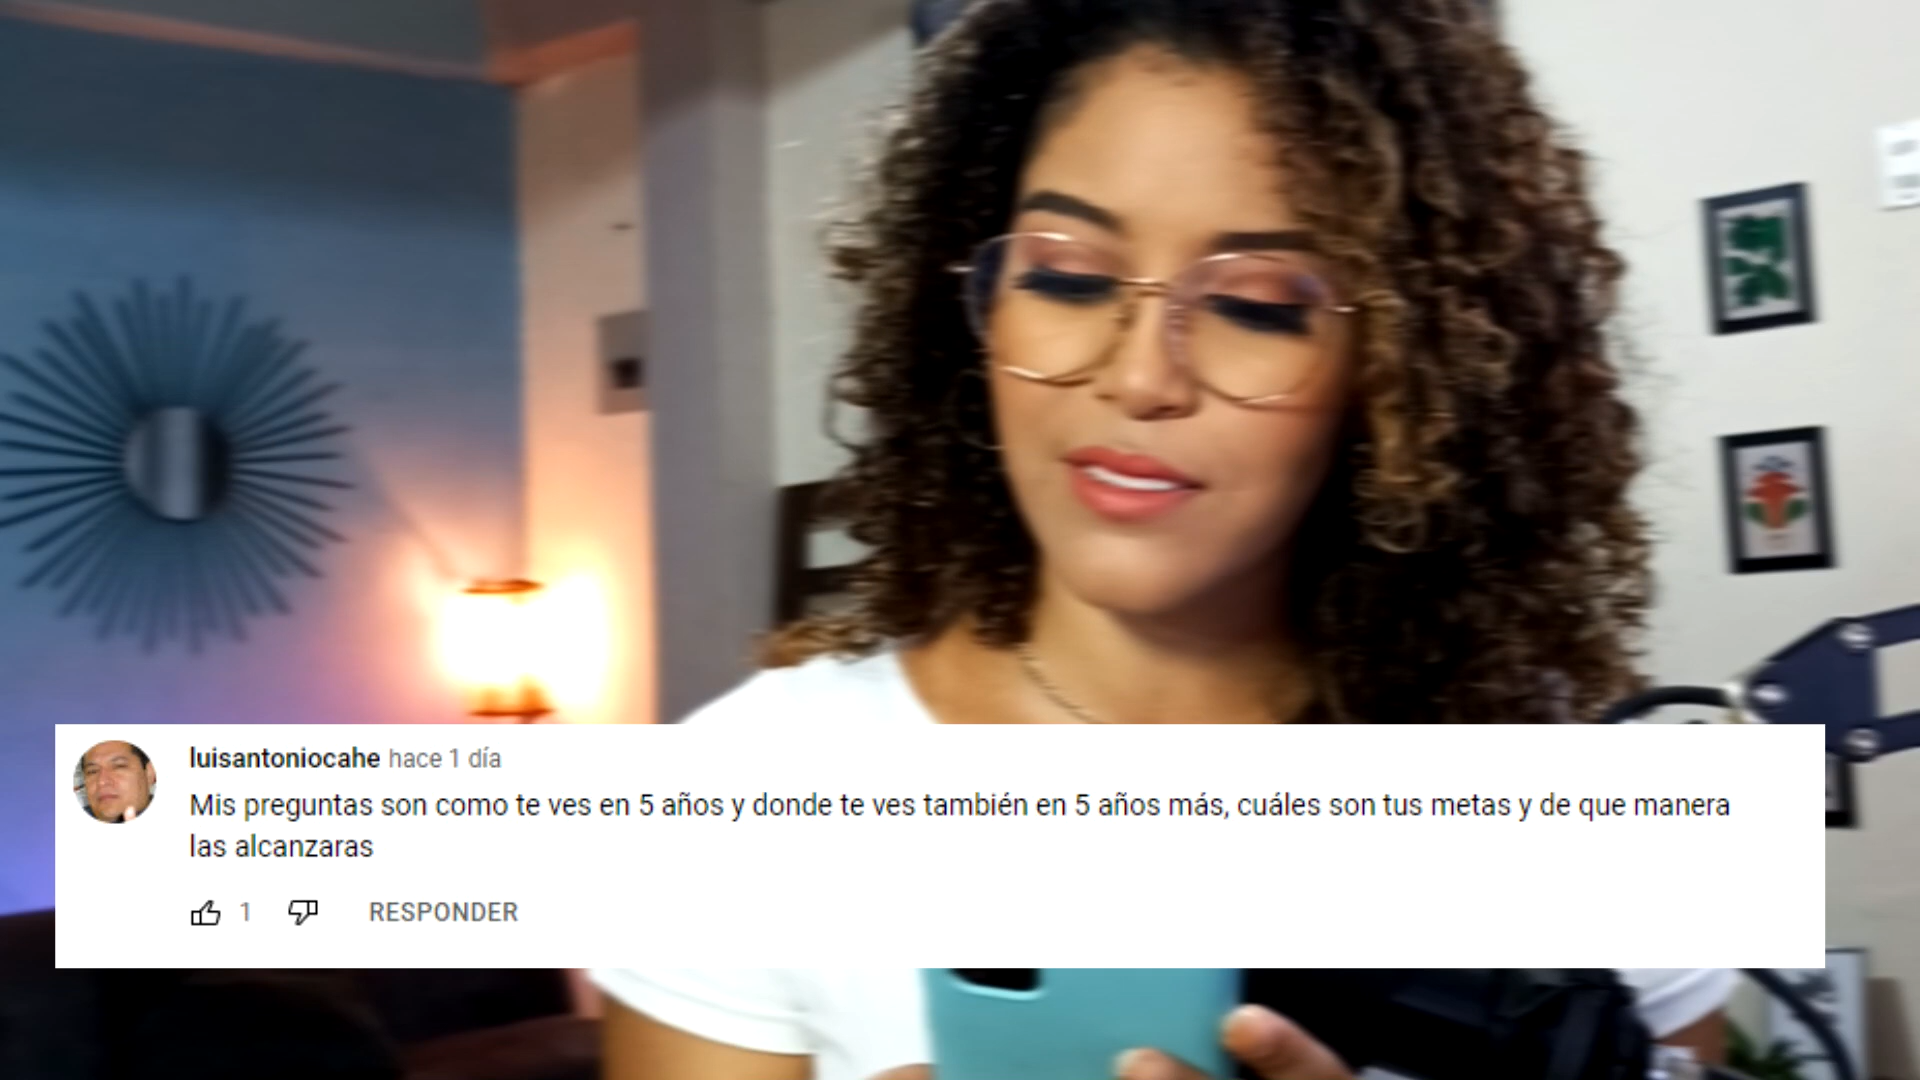 luisantoniocahe hace 1 día
Mis preguntas son como te ves en 5 años y donde te ves también en 5 años más, cuáles son tus metas y de que manera
las alcanzaras
1 RESPONDER